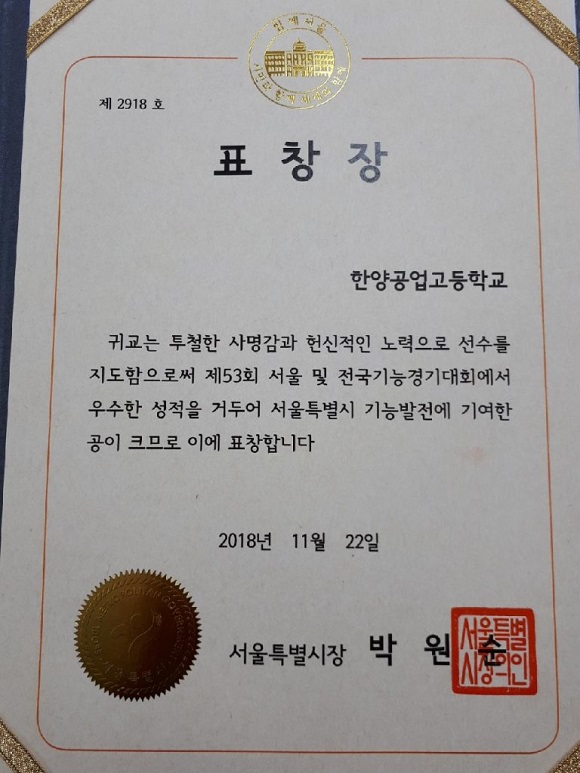 제 2918 호
표 창 장
한양공업고등학교
귀교는 투철한 사명감과 헌신적인 노력으로 선수를
지도함으로써 제53회 서울 및 전국기능경기대회에서
우수한 성적을 거두어 서울특별시 기능발전에 기여한
공이 크므로 이에 표창합니다
2018년 11월 22일
서울특별시장 박 원 순
서울특별
시장의인